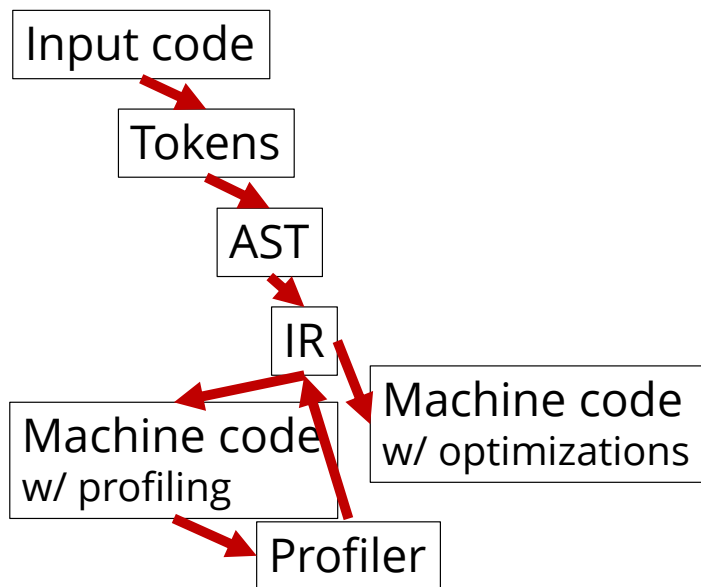 Input code
Tokens
AST
IR
Machine code
w/ optimizations
Machine code
w/ profiling
Profiler